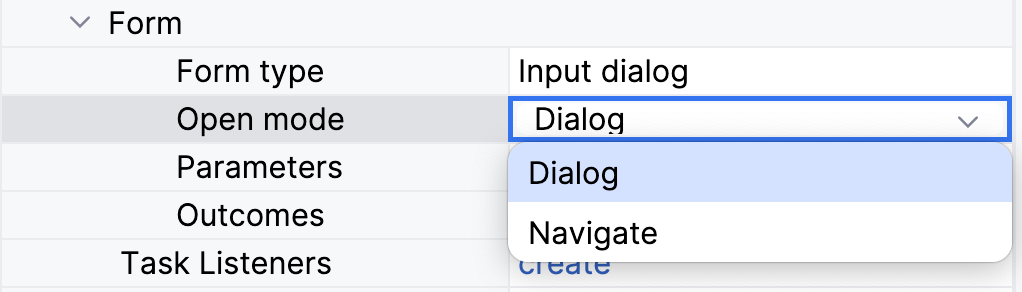 Form
Form type Input dialog
Open mode Dialog
Parameters Dialog
Outcomes Navigate
Task Listeners create